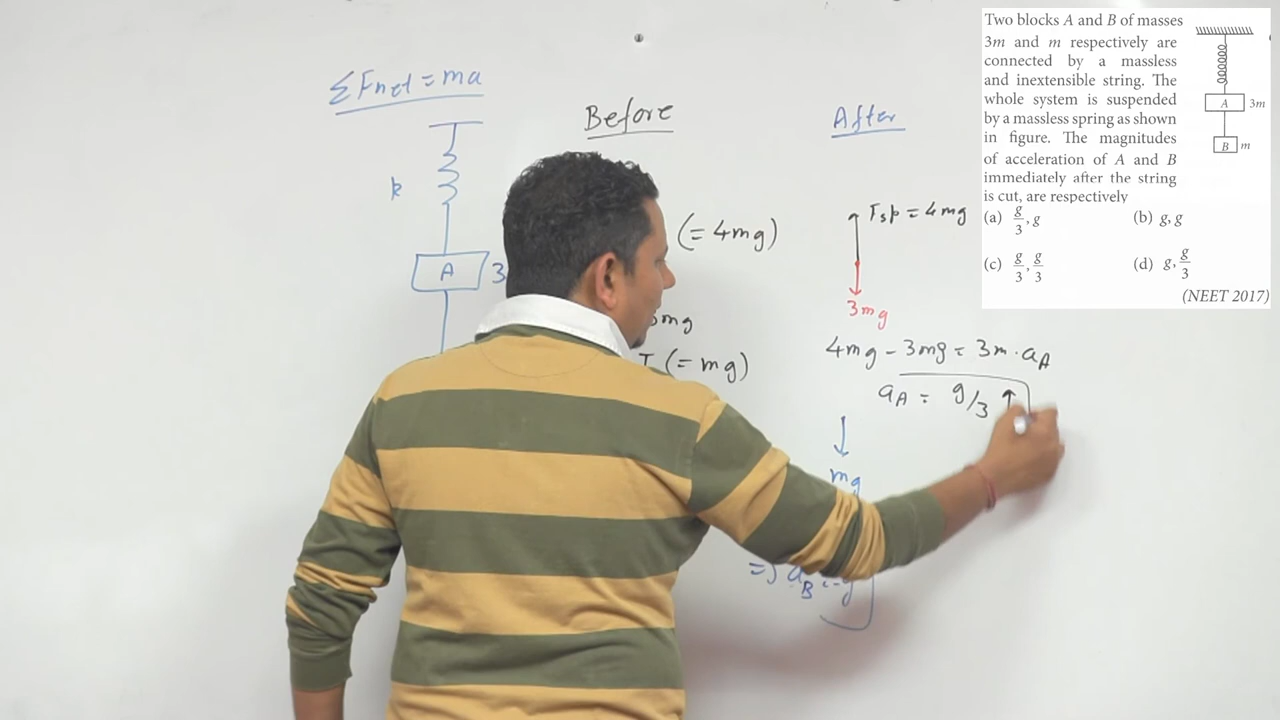 ΣFnet = ma
Before
After
k
A
3
(= 4mg)
3mg
T (= mg)
Fsp = 4mg
3mg
4mg - 3mg = 3m · aA
aA = g/3 ↑
mg
Two blocks A and B of masses
3m and m respectively are
connected by a massless
and inextensible string. The
whole system is suspended
by a massless spring as shown
in figure. The magnitudes
of acceleration of A and B
immediately after the string
is cut, are respectively
(a) g/3, g
(b) g, g
(c) g/3, g/3
(d) g, g/3
(NEET 2017)
A 3m
B m